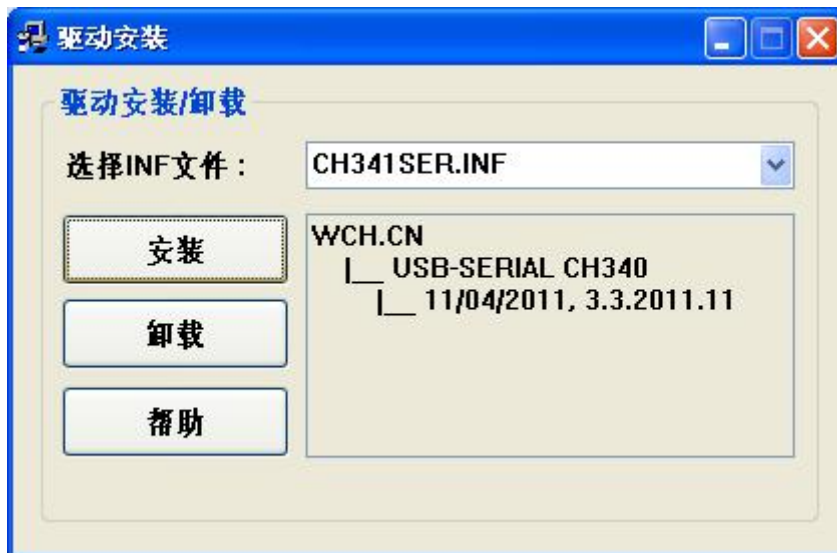 驱动安装
驱动安装/卸载
选择INF文件：
CH341SER.INF
安装
卸载
帮助
WCH.CN
|__ USB-SERIAL CH340
|__ 11/04/2011, 3.3.2011.11